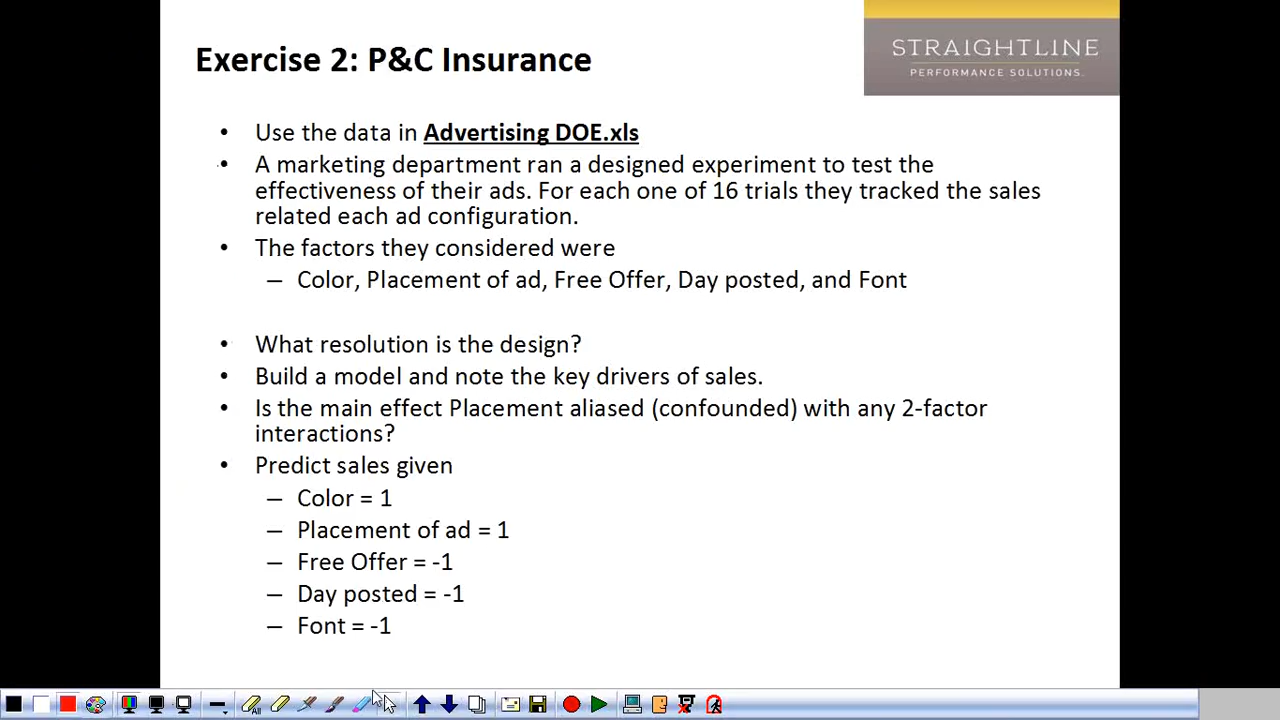 Exercise 2: P&C Insurance
STRAIGHTLINE
PERFORMANCE SOLUTIONS.
• Use the data in Advertising DOE.xls
• A marketing department ran a designed experiment to test the
effectiveness of their ads. For each one of 16 trials they tracked the sales
related each ad configuration.
• The factors they considered were
– Color, Placement of ad, Free Offer, Day posted, and Font
• What resolution is the design?
• Build a model and note the key drivers of sales.
• Is the main effect Placement aliased (confounded) with any 2-factor
interactions?
• Predict sales given
– Color = 1
– Placement of ad = 1
– Free Offer = -1
– Day posted = -1
– Font = -1
All